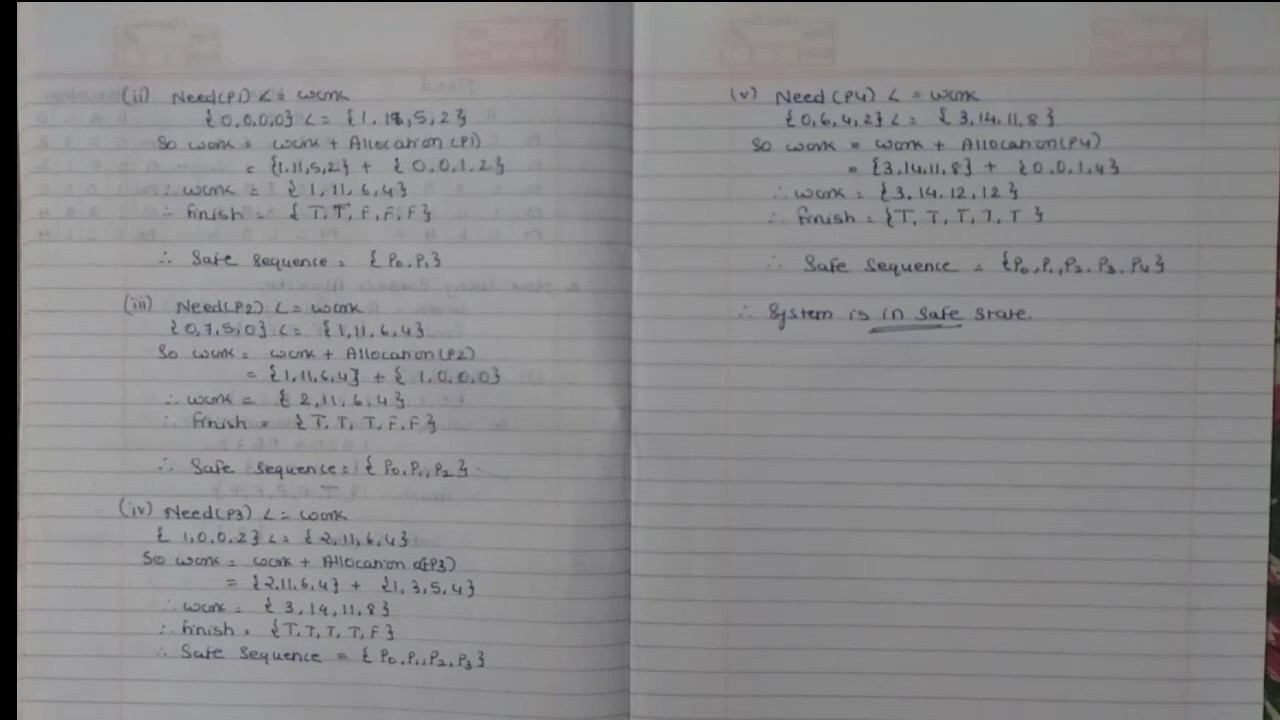 (ii) Need(P1) <= work
{0,0,0,0} <= {1, 11, 5, 2}
So work = work + Allocation (P1)
= {1,11,5,2} + {0,0,1,2}
∴ work = {1, 11, 6, 4}
∴ finish = {T, T, F, F, F}
∴ Safe Sequence = {P0, P1}
(iii) Need(P2) <= work
{0,7,5,0} <= {1,11,6,4}
So work = work + Allocation (P2)
= {1,11,6,4} + {1,0,0,0}
∴ work = {2,11,6,4}
∴ finish = {T, T, T, F, F}
∴ Safe Sequence = {P0, P1, P2}
(iv) Need(P3) <= work
{1,0,0,2} <= {2,11,6,4}
So work = work + Allocation (P3)
= {2,11,6,4} + {1,3,5,4}
∴ work = {3,14,11,8}
∴ finish = {T, T, T, T, F}
∴ Safe Sequence = {P0, P1, P2, P3}
(v) Need (P4) <= work
{0,6,4,2} <= {3,14,11,8}
So work = work + Allocation (P4)
= {3,14,11,8} + {0,0,1,4}
∴ work = {3,14,12,12}
∴ finish = {T, T, T, T, T}
∴ Safe Sequence = {P0, P1, P2, P3, P4}
∴ System is in Safe State.